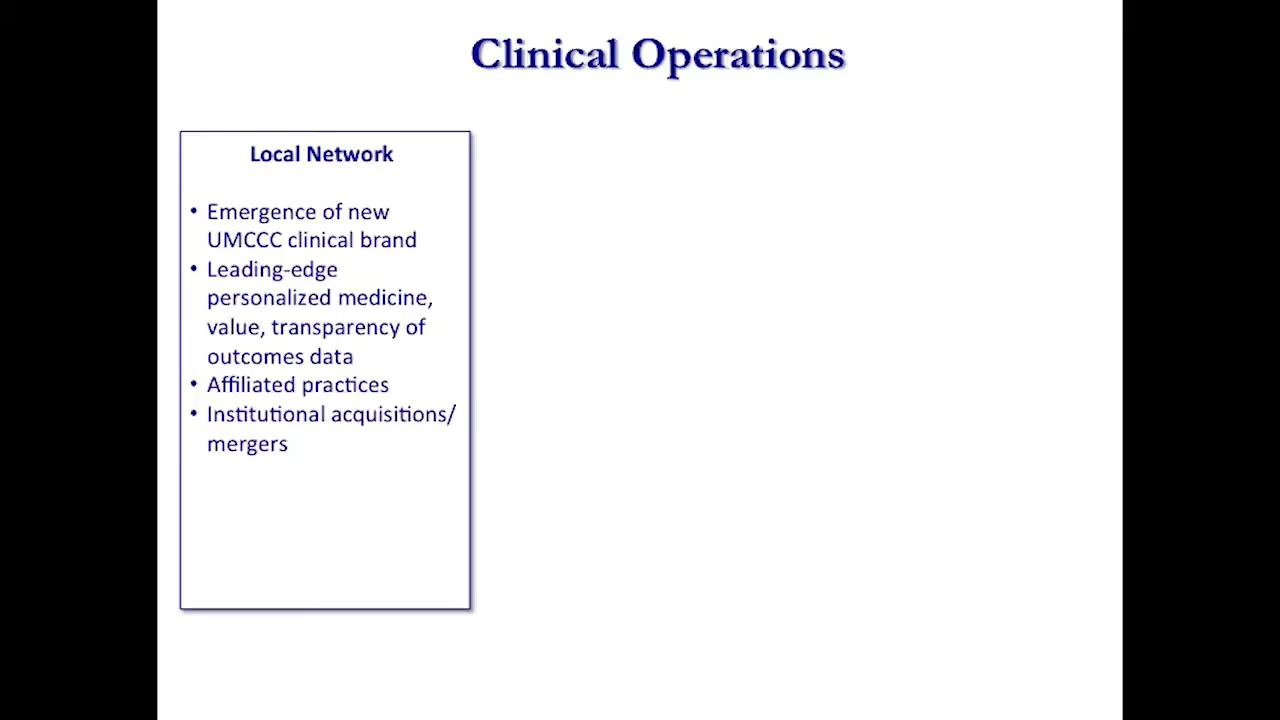 Clinical Operations
Local Network
• Emergence of new
UMCCC clinical brand
• Leading-edge
personalized medicine,
value, transparency of
outcomes data
• Affiliated practices
• Institutional acquisitions/
mergers